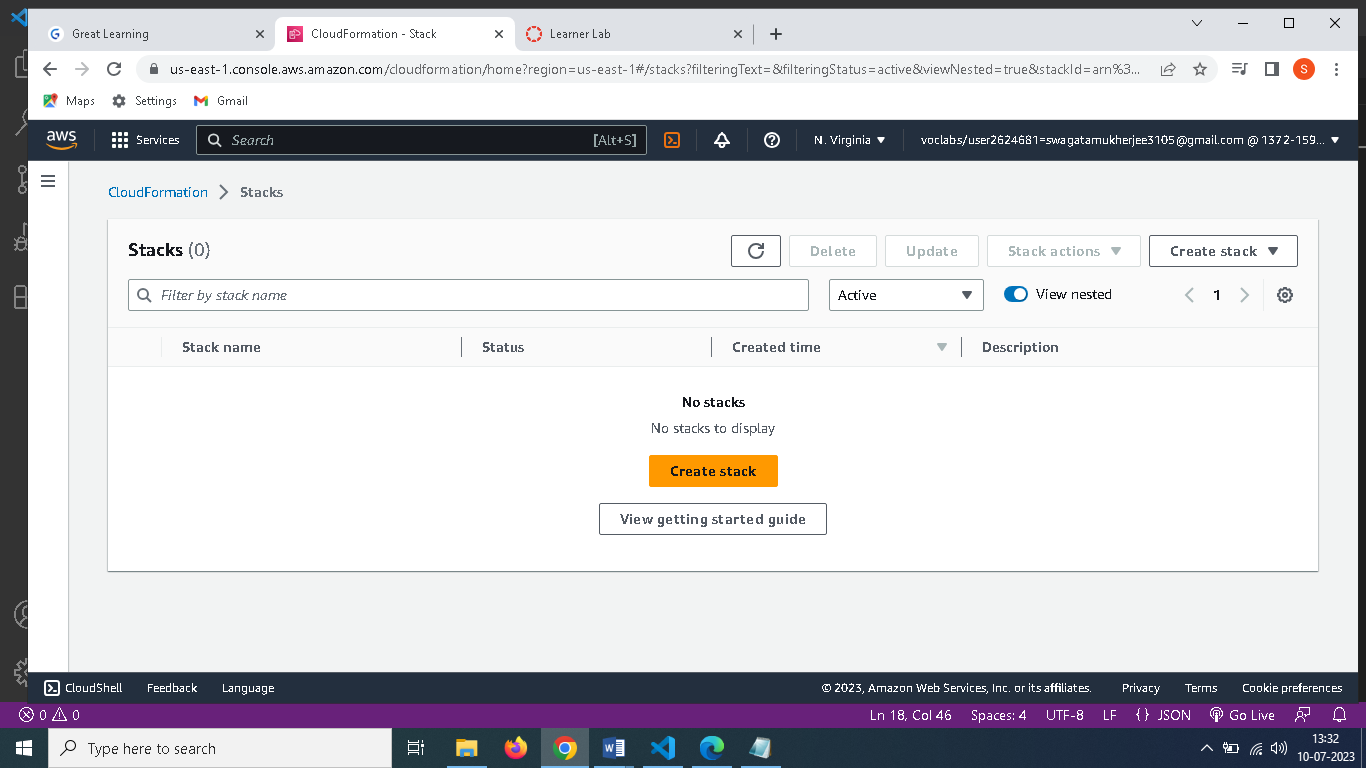 Great Learning
CloudFormation - Stack
Learner Lab
us-east-1.console.aws.amazon.com/cloudformation/home?region=us-east-1#/stacks?filteringText=&filteringStatus=active&viewNested=true&stackId=arn%3...
S
Maps Settings Gmail
aws Services Search [Alt+S] N. Virginia voclabs/user2624681=swagatamukherjee3105@gmail.com @ 1372-159...
CloudFormation Stacks
Stacks (0) Delete Update Stack actions Create stack
Filter by stack name Active View nested 1
Stack name Status Created time Description
No stacks
No stacks to display
Create stack
View getting started guide
CloudShell Feedback Language © 2023, Amazon Web Services, Inc. or its affiliates. Privacy Terms Cookie preferences
0 0 Ln 18, Col 46 Spaces: 4 UTF-8 LF {} JSON Go Live
Type here to search
13:32
10-07-2023